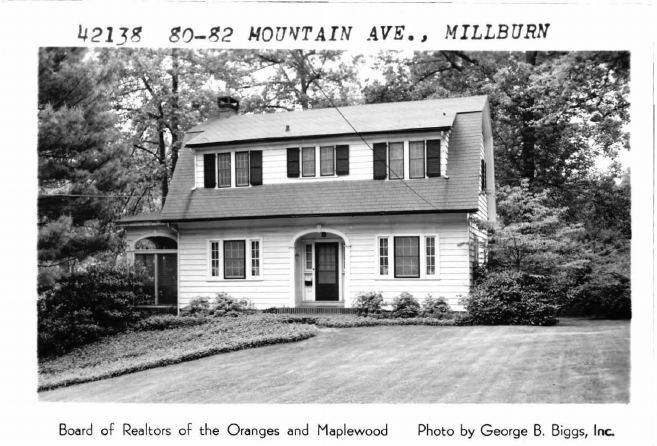 42138 80-82 MOUNTAIN AVE., MILLBURN
Board of Realtors of the Oranges and Maplewood Photo by George B. Biggs, Inc.